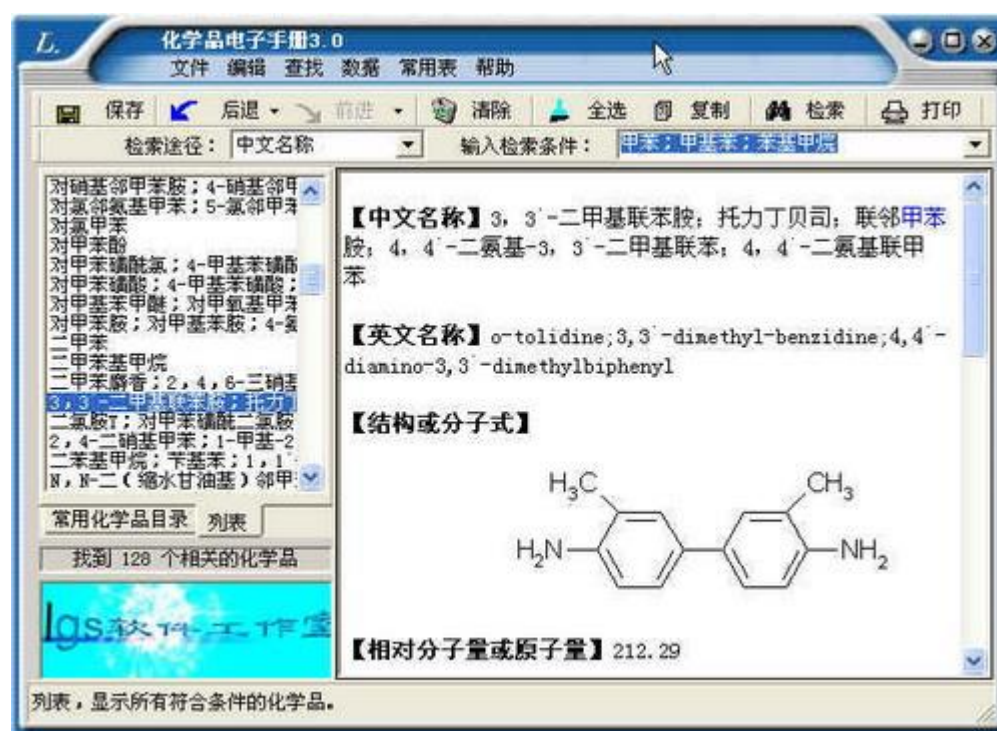 L.
化学品电子手册3.0
文件 编辑 查找 数据 常用表 帮助
保存 后退 前进 清除 全选 复制 检索 打印
检索途径： 中文名称 输入检索条件： 甲苯；甲基苯；苯基甲烷
对硝基邻甲苯胺；4-硝基邻甲
对氯邻氨基甲苯；5-氯邻甲苯
对氯甲苯
对甲苯酚
对甲苯磺酰氯；4-甲基苯磺酰
对甲苯磺酸；4-甲基苯磺酸；
对甲基苯甲醚；对甲氧基甲苯
对甲苯胺；对甲基苯胺；4-氨
二甲苯
二甲苯基甲烷
二甲苯麝香；2，4，6-三硝基
3，3`-二甲基联苯胺；托力丁
二氯胺T；对甲苯磺酰二氯胺
2，4-二硝基甲苯；1-甲基-2
二苯基甲烷；苄基苯；1，1`-
N，N-二（缩水甘油基）邻甲
常用化学品目录 列表
找到 128 个相关的化学品
lgs软件工作室
【中文名称】3，3`-二甲基联苯胺；托力丁贝司；联邻甲苯
胺；4，4`-二氨基-3，3`-二甲基联苯；4，4`-二氨基联甲
苯
【英文名称】o-tolidine;3,3`-dimethyl-benzidine;4,4`-
diamino-3,3`-dimethylbiphenyl
【结构或分子式】
H3C CH3
H2N NH2
【相对分子量或原子量】212.29
列表，显示所有符合条件的化学品。